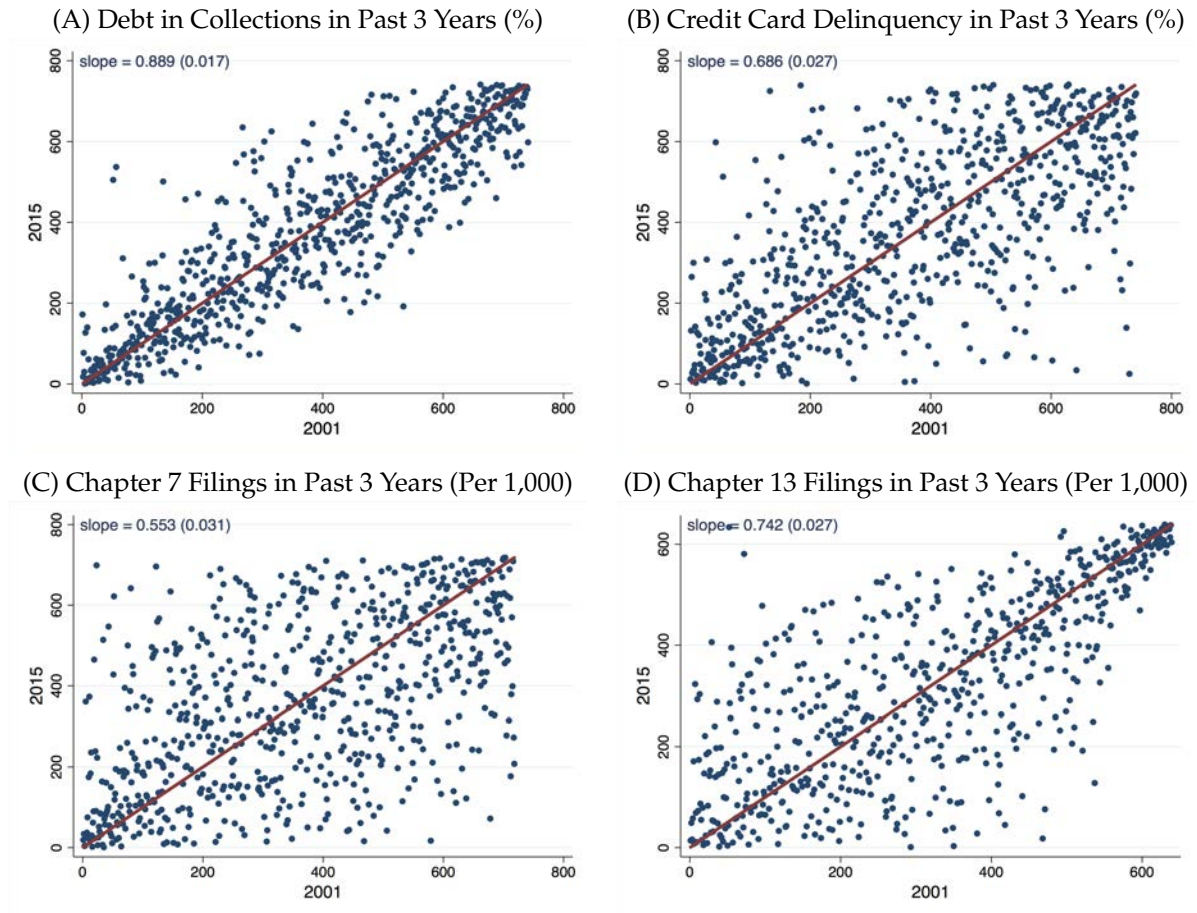 (A) Debt in Collections in Past 3 Years (%)
(B) Credit Card Delinquency in Past 3 Years (%)
slope = 0.889 (0.017)
800
600
400
200
0
2015
0 200 400 600 800
2001
slope = 0.686 (0.027)
800
600
400
200
0
2015
0 200 400 600 800
2001
(C) Chapter 7 Filings in Past 3 Years (Per 1,000)
(D) Chapter 13 Filings in Past 3 Years (Per 1,000)
slope = 0.553 (0.031)
800
600
400
200
0
2015
0 200 400 600 800
2001
slope = 0.742 (0.027)
600
400
200
0
2015
0 200 400 600
2001